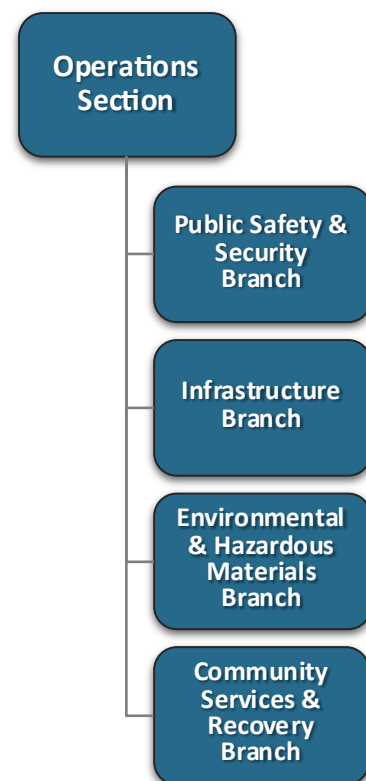 Operations
Section
Public Safety &
Security
Branch
Infrastructure
Branch
Environmental
& Hazardous
Materials
Branch
Community
Services &
Recovery
Branch